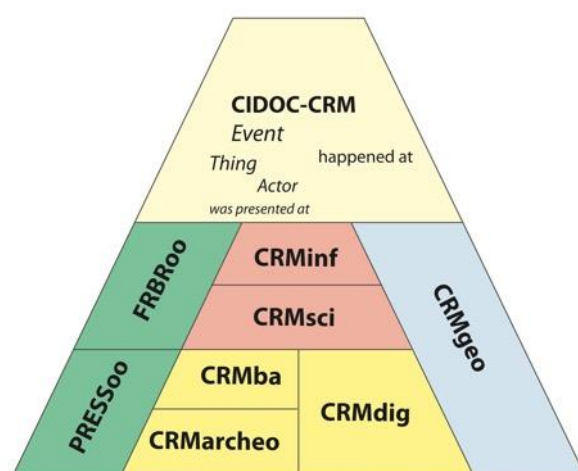 CIDOC-CRM
Event
Thing
happened at
Actor
was presented at
FRBRoo
CRMinf
CRMsci
CRMgeo
PRESSoo
CRMba
CRMdig
CRMarcheo